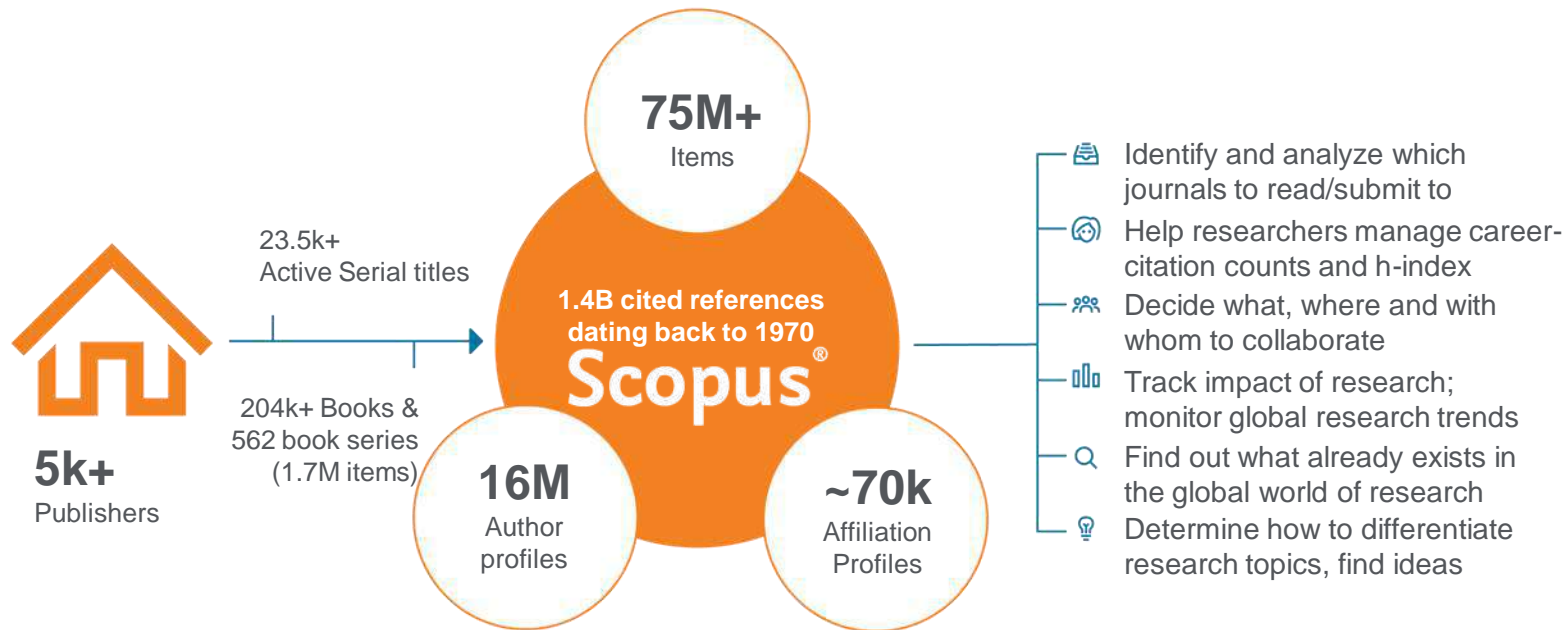 5k+
Publishers
23.5k+
Active Serial titles
204k+ Books &
562 book series
(1.7M items)
75M+
Items
1.4B cited references
dating back to 1970
Scopus®
16M
Author
profiles
~70k
Affiliation
Profiles
Identify and analyze which
journals to read/submit to
Help researchers manage career-
citation counts and h-index
Decide what, where and with
whom to collaborate
Track impact of research;
monitor global research trends
Find out what already exists in
the global world of research
Determine how to differentiate
research topics, find ideas